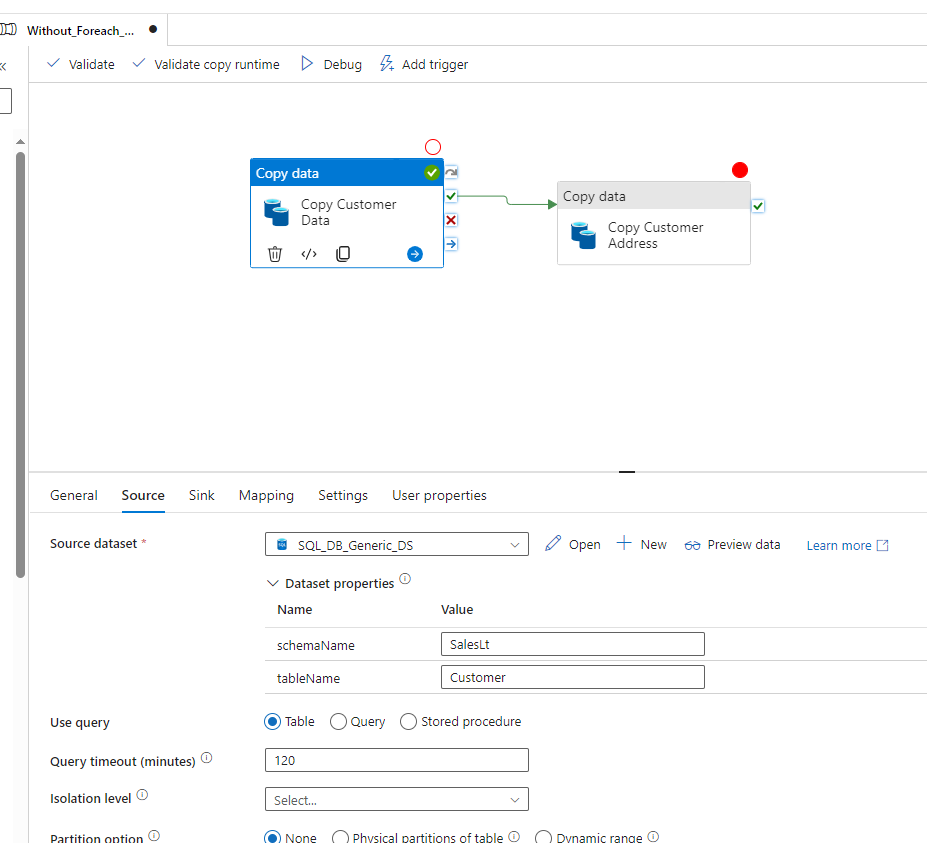 Without_Foreach_...
Validate Validate copy runtime Debug Add trigger
Copy data
Copy Customer
Data
Copy data
Copy Customer
Address
General Source Sink Mapping Settings User properties
Source dataset * SQL_DB_Generic_DS Open New Preview data Learn more
Dataset properties
Name Value
schemaName SalesLt
tableName Customer
Use query Table Query Stored procedure
Query timeout (minutes) 120
Isolation level Select...
Partition option None Physical partitions of table Dynamic range